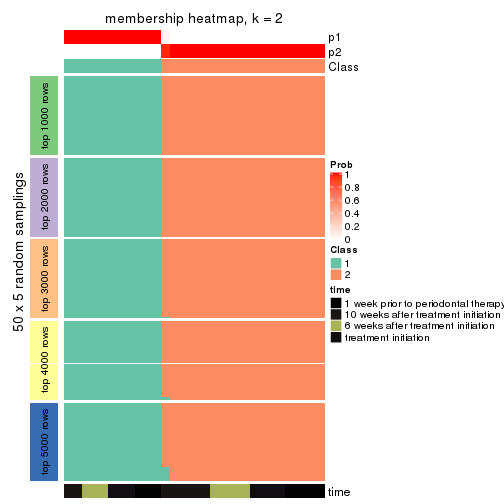 membership heatmap, k = 2
p1
p2
Class
50 x 5 random samplings
top 1000 rows
top 2000 rows
top 3000 rows
top 4000 rows
top 5000 rows
Prob
1
0.8
0.6
0.4
0.2
0
Class
1
2
time
1 week prior to periodontal therapy
10 weeks after treatment initiation
6 weeks after treatment initiation
treatment initiation
time